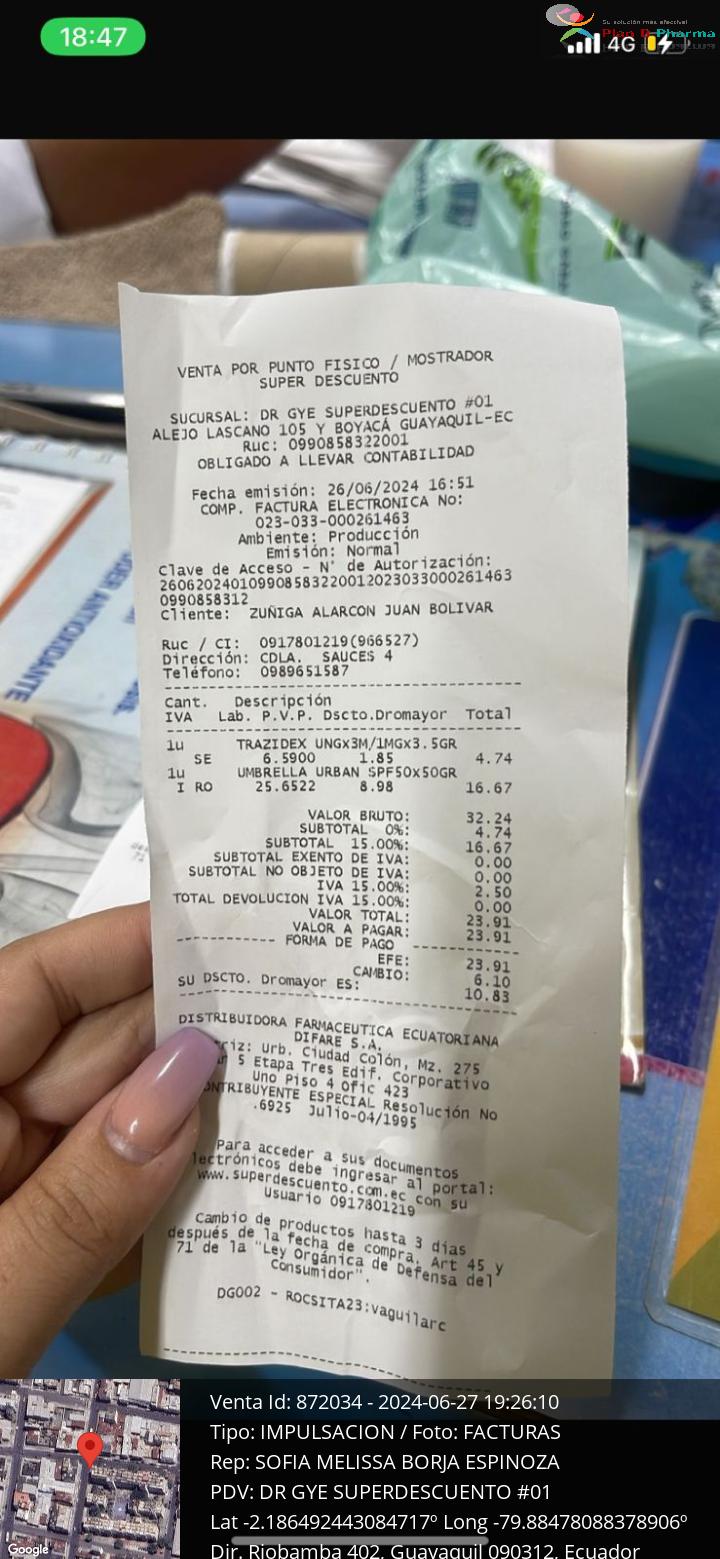 18:47
4G
Su solución más efectiva!
Plan B Pharma
VENTA POR PUNTO FISICO / MOSTRADOR
SUPER DESCUENTO
SUCURSAL: DR GYE SUPERDESCUENTO #01
ALEJO LASCANO 105 Y BOYACÁ GUAYAQUIL-EC
Ruc: 0990858322001
OBLIGADO A LLEVAR CONTABILIDAD
Fecha emisión: 26/06/2024 16:51
COMP. FACTURA ELECTRONICA No:
023-033-000261463
Ambiente: Producción
Emisión: Normal
Clave de Acceso - N° de Autorización:
260620240109908583220012023033000261463
0990858312
Cliente: ZUÑIGA ALARCON JUAN BOLIVAR
Ruc / CI: 0917801219(966527)
Dirección: CDLA. SAUCES 4
Teléfono: 0989651587
Cant. Descripción
IVA Lab. P.V.P. Dscto.Dromayor Total
1u TRAZIDEX UNGx3M/1MGx3.5GR
SE 6.5900 1.85 4.74
1u UMBRELLA URBAN SPF50x50GR
I RO 25.6522 8.98 16.67
VALOR BRUTO: 32.24
SUBTOTAL 0%: 4.74
SUBTOTAL 15.00%: 16.67
SUBTOTAL EXENTO DE IVA: 0.00
SUBTOTAL NO OBJETO DE IVA: 0.00
IVA 15.00%: 2.50
TOTAL DEVOLUCION IVA 15.00%: 0.00
VALOR TOTAL: 23.91
VALOR A PAGAR: 23.91
---------- FORMA DE PAGO ----------
EFE: 23.91
CAMBIO: 6.10
SU DSCTO. Dromayor ES: 10.83
DISTRIBUIDORA FARMACEUTICA ECUATORIANA
DIFARE S.A.
riz: Urb. Ciudad Colón, Mz. 275
5 Etapa Tres Edif. Corporativo
Uno Piso 4 Ofic 423
ONTRIBUYENTE ESPECIAL Resolución No
.6925 Julio-04/1995
Para acceder a sus documentos
lectrónicos debe ingresar al portal:
www.superdescuento.com.ec con su
Usuario 0917801219
Cambio de productos hasta 3 días
después de la fecha de compra. Art 45 y
71 de la "Ley Orgánica de Defensa del
Consumidor".
DG002 - ROCSITA23:vaguilarc
ANTIOXIDANTE
Venta Id: 872034 - 2024-06-27 19:26:10
Tipo: IMPULSACION / Foto: FACTURAS
Rep: SOFIA MELISSA BORJA ESPINOZA
PDV: DR GYE SUPERDESCUENTO #01
Lat -2.186492443084717º Long -79.88478088378906º
Dir. Riobamba 402, Guayaquil 090312, Ecuador
Google